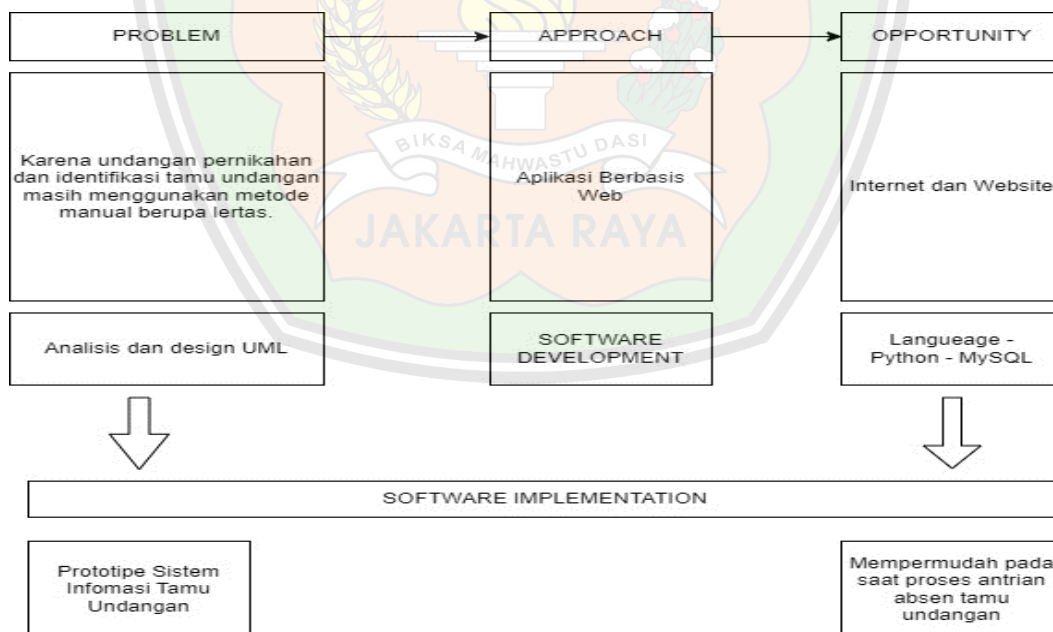 PROBLEM
APPROACH
OPPORTUNITY
Karena undangan pernikahan
dan identifikasi tamu undangan
masih menggunakan metode
manual berupa lertas.
BIKSA MAHWASTU DASI
JAKARTA RAYA
Aplikasi Berbasis
Web
Internet dan Website
Analisis dan design UML
SOFTWARE
DEVELOPMENT
Langueage -
Python - MySQL
SOFTWARE IMPLEMENTATION
Prototipe Sistem
Infomasi Tamu
Undangan
Mempermudah pada
saat proses antrian
absen tamu
undangan